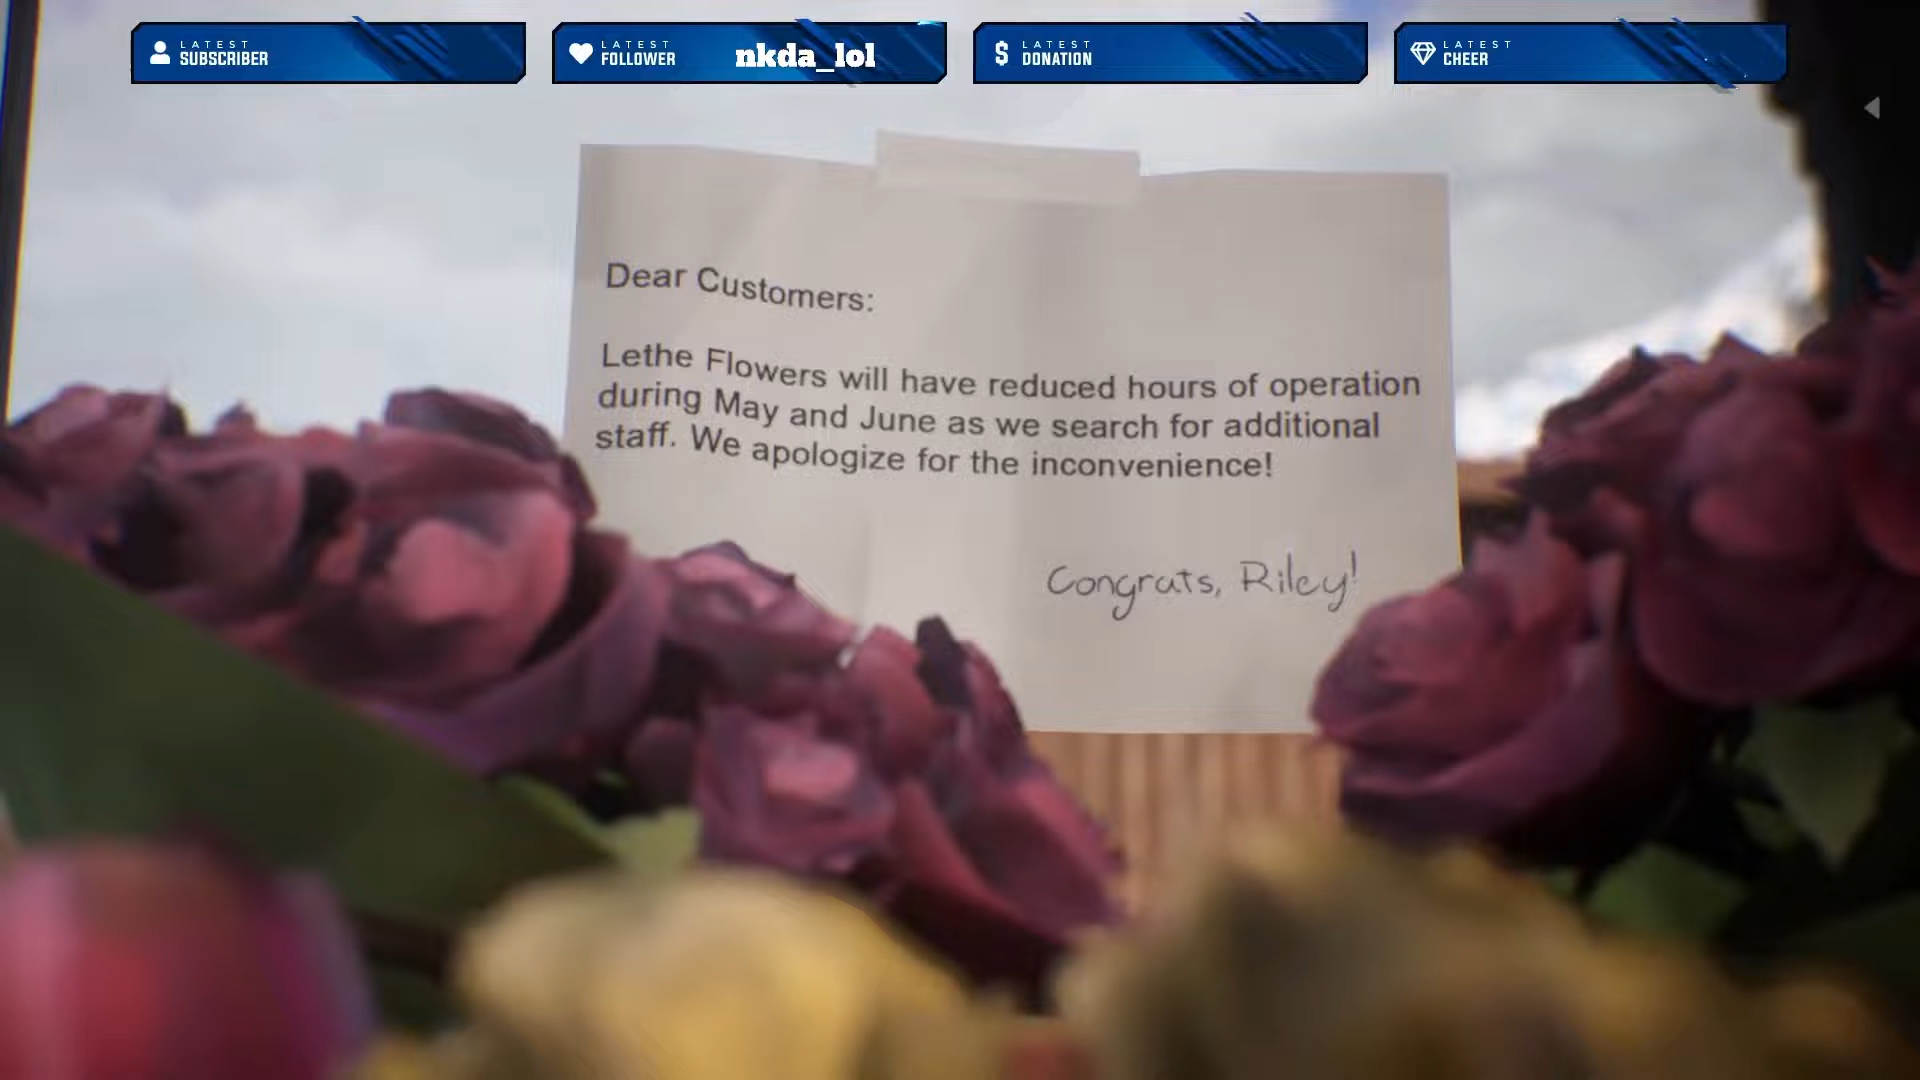 LATEST
SUBSCRIBER
LATEST
FOLLOWER
nkda_lol
LATEST
DONATION
LATEST
CHEER
Dear Customers:
Lethe Flowers will have reduced hours of operation
during May and June as we search for additional
staff. We apologize for the inconvenience!
Congrats, Riley!